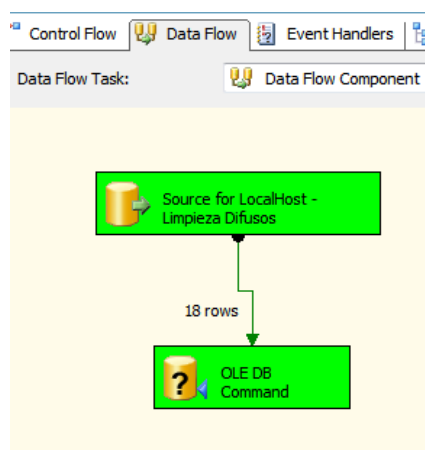 Control Flow Data Flow Event Handlers
Data Flow Task: Data Flow Component
Source for LocalHost -
Limpieza Difusos
18 rows
?
OLE DB
Command